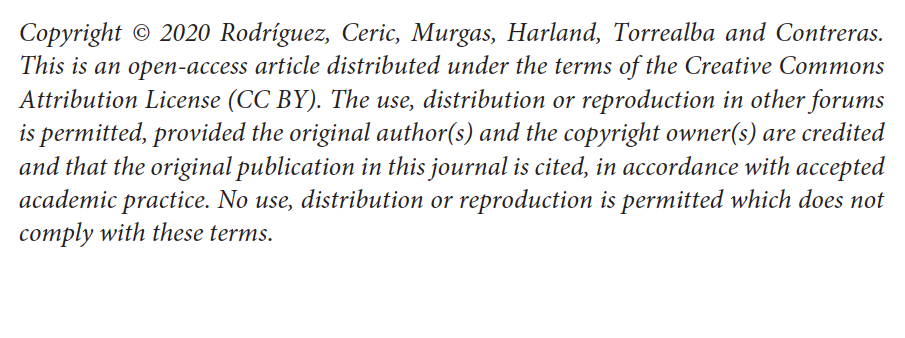 Copyright © 2020 Rodríguez, Ceric, Murgas, Harland, Torrealba and Contreras.
This is an open-access article distributed under the terms of the Creative Commons
Attribution License (CC BY). The use, distribution or reproduction in other forums
is permitted, provided the original author(s) and the copyright owner(s) are credited
and that the original publication in this journal is cited, in accordance with accepted
academic practice. No use, distribution or reproduction is permitted which does not
comply with these terms.